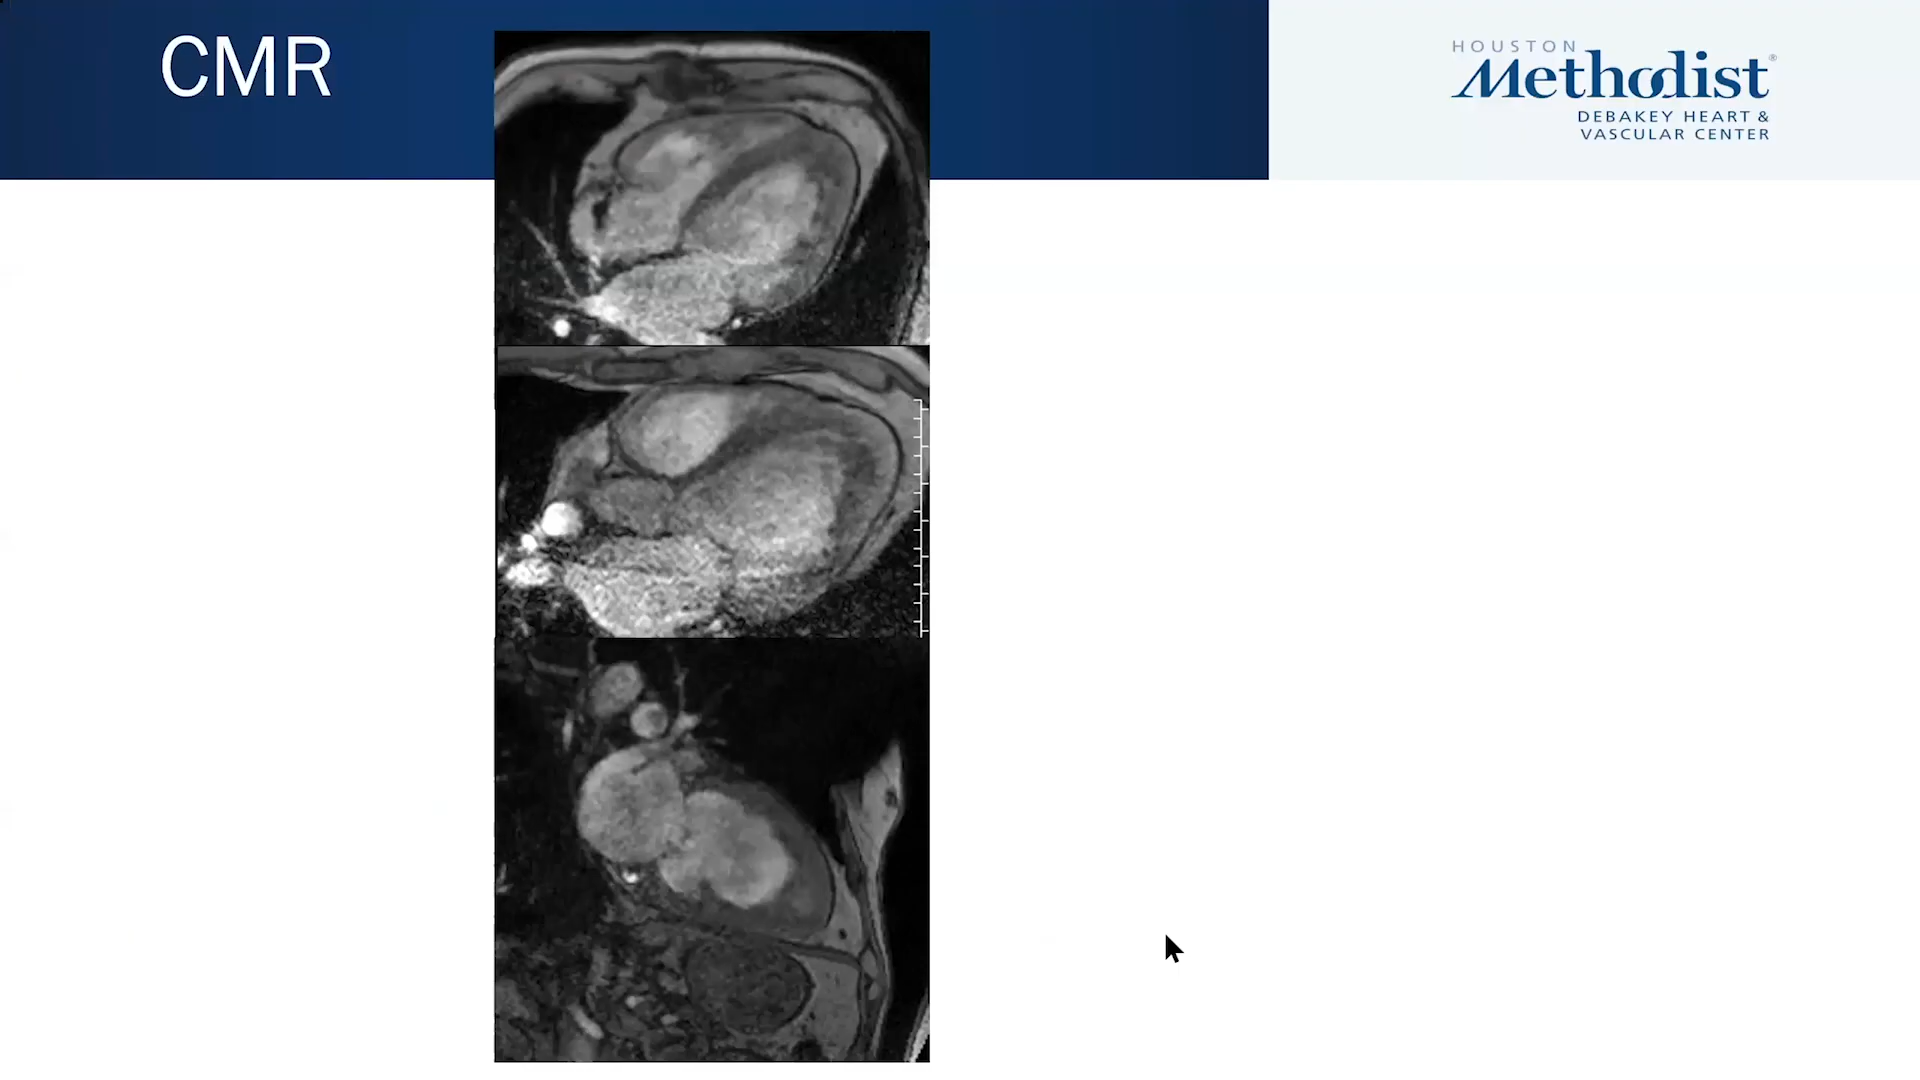 CMR
HOUSTON
Methodist®
DEBAKEY HEART &
VASCULAR CENTER